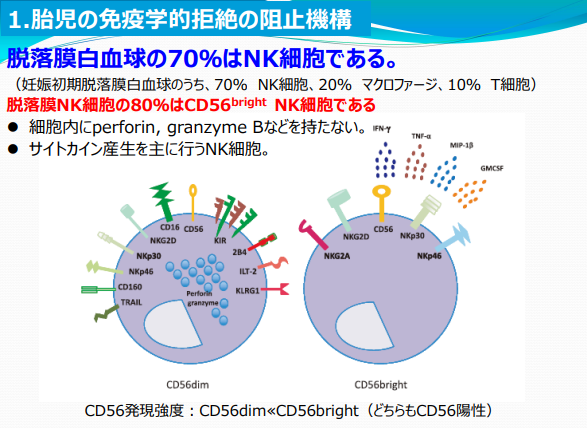 1.胎児の免疫学的拒絶の阻止機構
脱落膜白血球の70%はNK細胞である。
（妊娠初期脱落膜白血球のうち、70% NK細胞、20% マクロファージ、10% T細胞）
脱落膜NK細胞の80%はCD56bright NK細胞である
● 細胞内にperforin, granzyme Bなどを持たない。
● サイトカイン産生を主に行うNK細胞。
IFN-γ
TNF-α
MIP-1β
GMCSF
CD16
CD56
KIR
NKG2D
2B4
NKp30
NKp46
ILT-2
CD160
KLRG1
TRAIL
Perforin
granzyme
CD56dim
NKG2A
NKG2D
CD56
NKp30
NKp46
CD56bright
CD56発現強度：CD56dim≪CD56bright（どちらもCD56陽性）